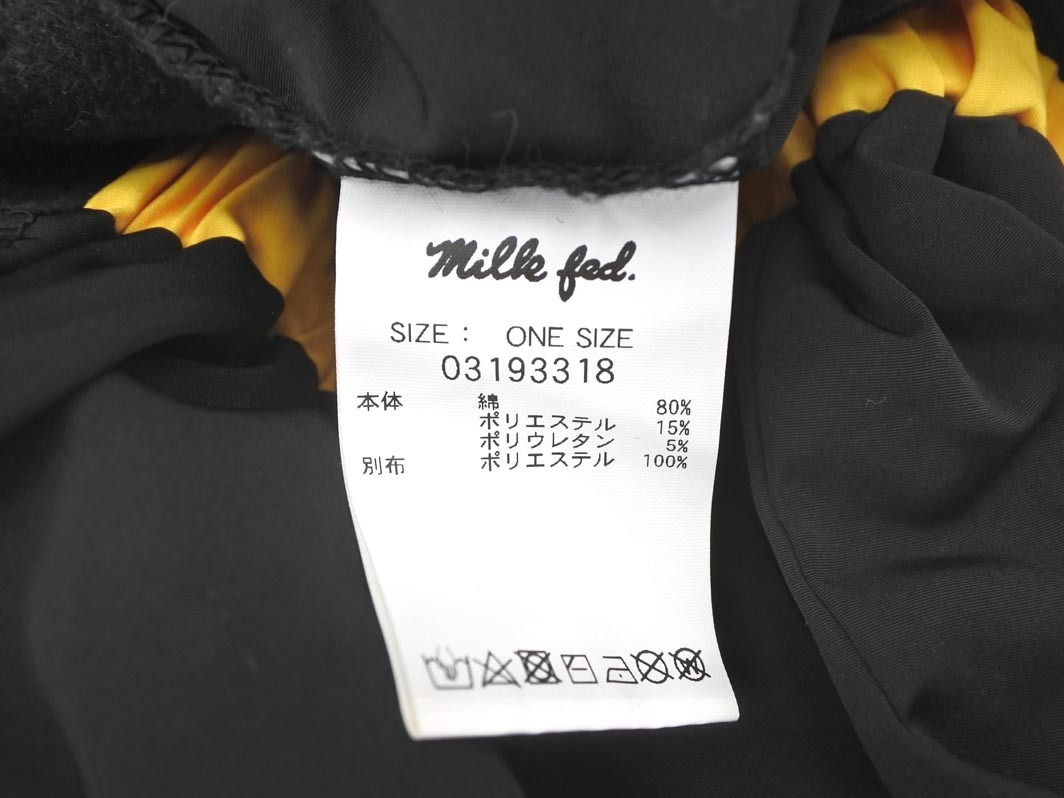 Milk fed.
SIZE : ONE SIZE
03193318
本体 綿 80%
ポリエステル 15%
ポリウレタン 5%
別布 ポリエステル 100%